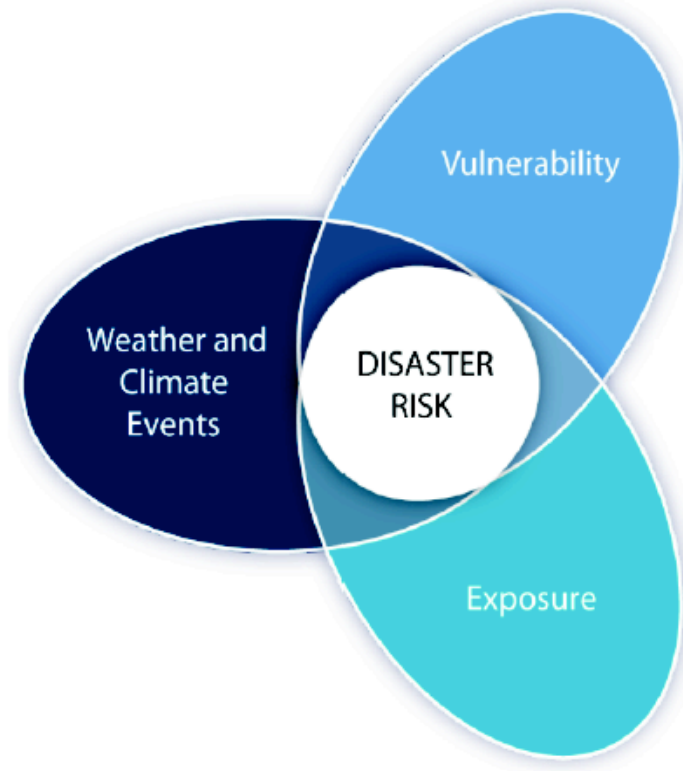 Vulnerability
Weather and
Climate
Events
DISASTER
RISK
Exposure